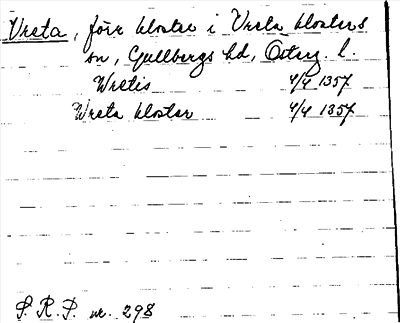 Vreta, förr kloster i Vreta klosters
sn, Gullbergs hd, Österg. l.
Wretis 4/4 1357
Wreta kloster 4/4 1357
S. R. P. nr. 298